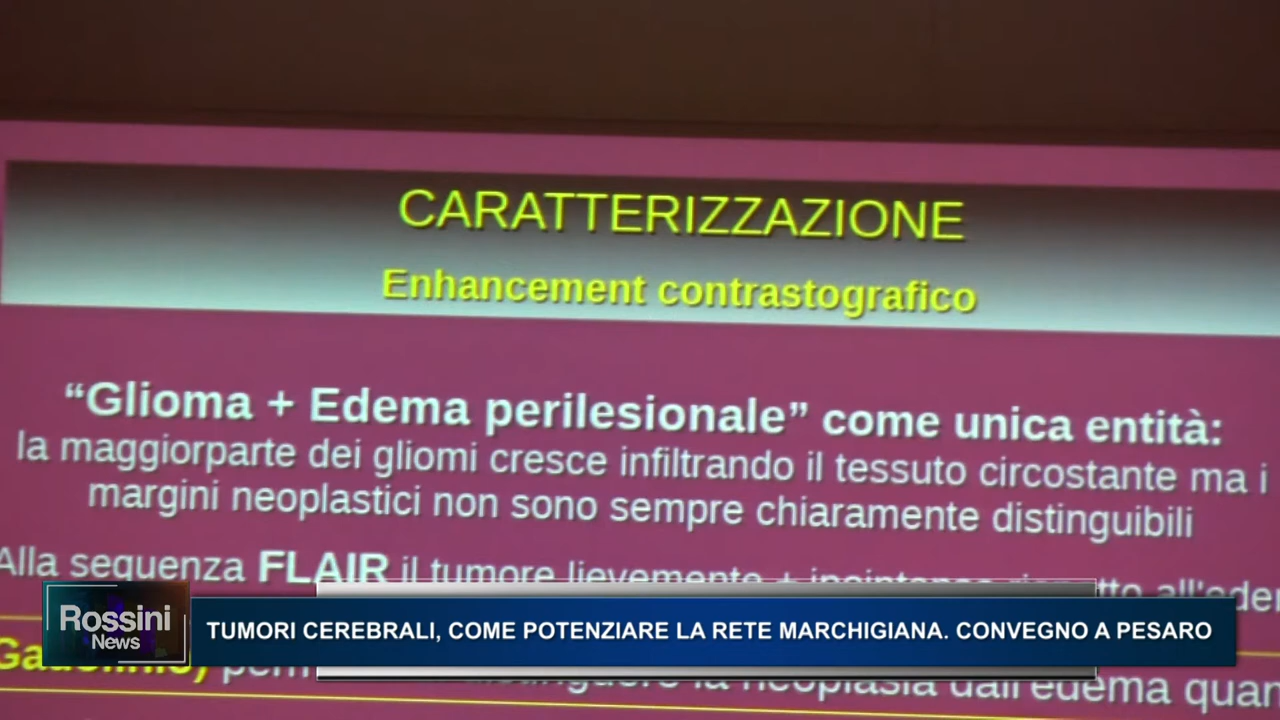 CARATTERIZZAZIONE
Enhancement contrastografico
“Glioma + Edema perilesionale” come unica entità:
la maggiorparte dei gliomi cresce infiltrando il tessuto circostante ma i
margini neoplastici non sono sempre chiaramente distinguibili
Alla sequenza FLAIR il tumore lievemente +
Rossini
News
TUMORI CEREBRALI, COME POTENZIARE LA RETE MARCHIGIANA. CONVEGNO A PESARO
la neoplasia dall'edema